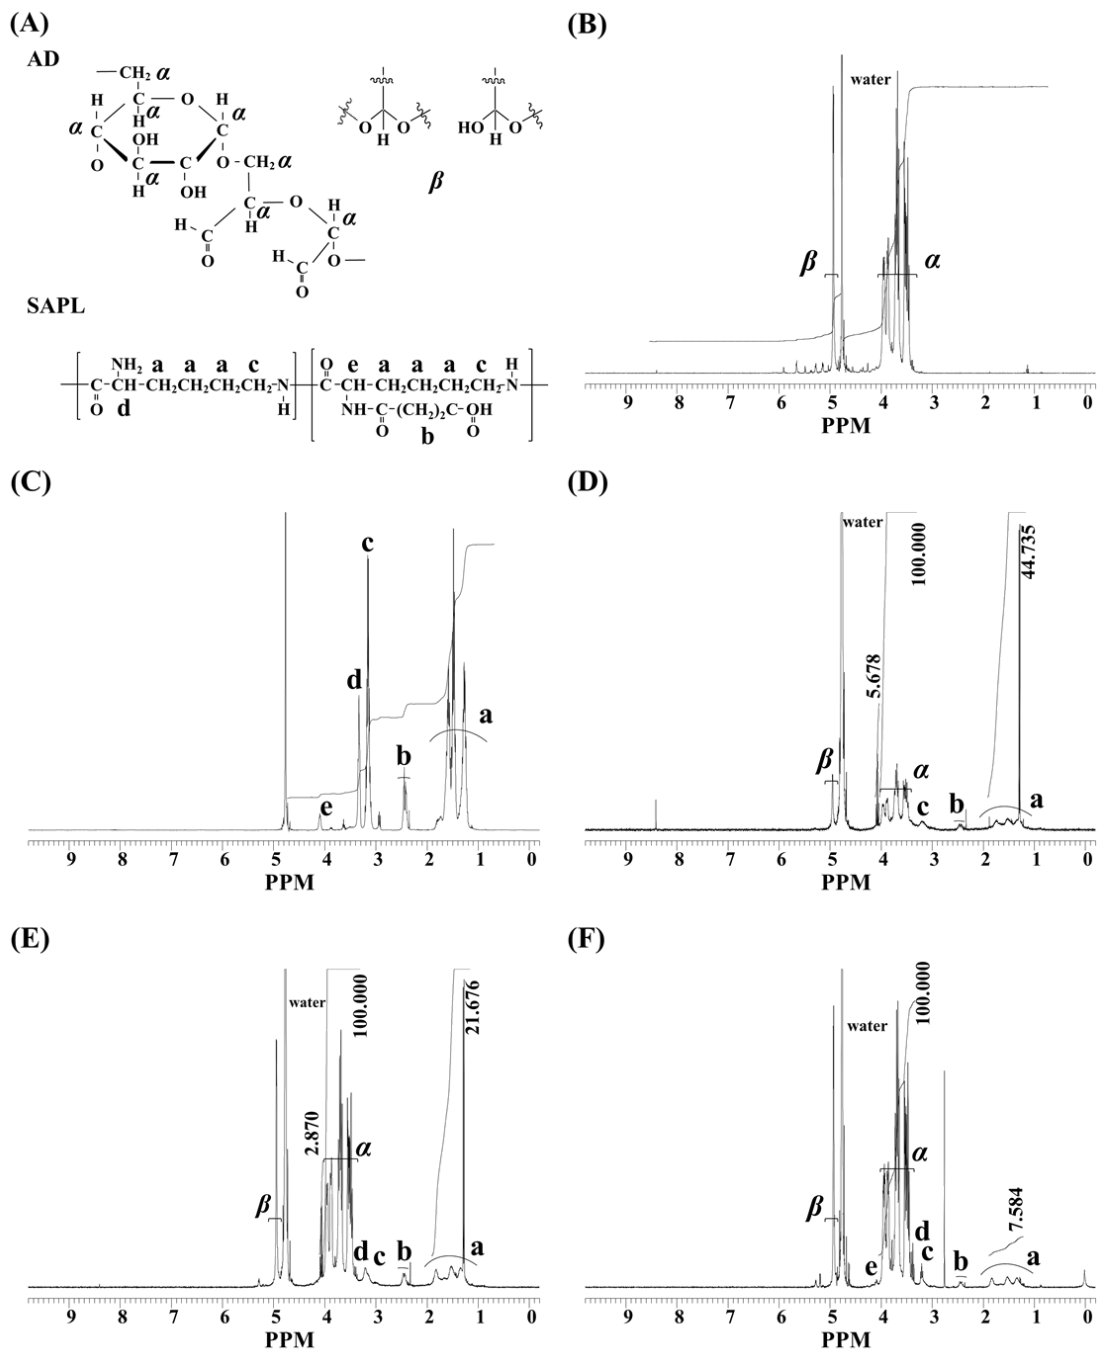 (A)
AD
CH2 α
H C O H
α C H α C α
OH
O C C O CH2 α
H α OH
C O H
H α C α
H C H C O
O C
O
O O
H
HO O
H
β
SAPL
NH2 a a a c
C-CH-CH2CH2CH2CH2-N
O d H
O e a a a c H
C-CH-CH2CH2CH2CH2-N
NH-C-(CH2)2C-OH
O b O
(B)
water
β α
9 8 7 6 5 4 3 2 1 0
PPM
(C)
c
d
a
b
e
9 8 7 6 5 4 3 2 1 0
PPM
(D)
water
100.000
44.735
5.678
β α c b a
9 8 7 6 5 4 3 2 1 0
PPM
(E)
water
100.000
21.676
2.870
α
β d c b a
9 8 7 6 5 4 3 2 1 0
PPM
(F)
water
100.000
7.584
α
β d
e c b a
9 8 7 6 5 4 3 2 1 0
PPM